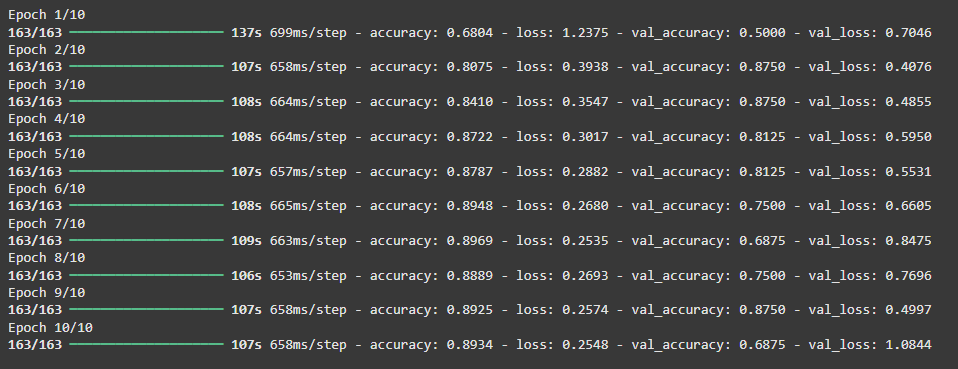 Epoch 1/10
163/163 ━━━━━━━━━━━━━━━━━━━━ 137s 699ms/step - accuracy: 0.6804 - loss: 1.2375 - val_accuracy: 0.5000 - val_loss: 0.7046
Epoch 2/10
163/163 ━━━━━━━━━━━━━━━━━━━━ 107s 658ms/step - accuracy: 0.8075 - loss: 0.3938 - val_accuracy: 0.8750 - val_loss: 0.4076
Epoch 3/10
163/163 ━━━━━━━━━━━━━━━━━━━━ 108s 664ms/step - accuracy: 0.8410 - loss: 0.3547 - val_accuracy: 0.8750 - val_loss: 0.4855
Epoch 4/10
163/163 ━━━━━━━━━━━━━━━━━━━━ 108s 664ms/step - accuracy: 0.8722 - loss: 0.3017 - val_accuracy: 0.8125 - val_loss: 0.5950
Epoch 5/10
163/163 ━━━━━━━━━━━━━━━━━━━━ 107s 657ms/step - accuracy: 0.8787 - loss: 0.2882 - val_accuracy: 0.8125 - val_loss: 0.5531
Epoch 6/10
163/163 ━━━━━━━━━━━━━━━━━━━━ 108s 665ms/step - accuracy: 0.8948 - loss: 0.2680 - val_accuracy: 0.7500 - val_loss: 0.6605
Epoch 7/10
163/163 ━━━━━━━━━━━━━━━━━━━━ 109s 663ms/step - accuracy: 0.8969 - loss: 0.2535 - val_accuracy: 0.6875 - val_loss: 0.8475
Epoch 8/10
163/163 ━━━━━━━━━━━━━━━━━━━━ 106s 653ms/step - accuracy: 0.8889 - loss: 0.2693 - val_accuracy: 0.7500 - val_loss: 0.7696
Epoch 9/10
163/163 ━━━━━━━━━━━━━━━━━━━━ 107s 658ms/step - accuracy: 0.8925 - loss: 0.2574 - val_accuracy: 0.8750 - val_loss: 0.4997
Epoch 10/10
163/163 ━━━━━━━━━━━━━━━━━━━━ 107s 658ms/step - accuracy: 0.8934 - loss: 0.2548 - val_accuracy: 0.6875 - val_loss: 1.0844